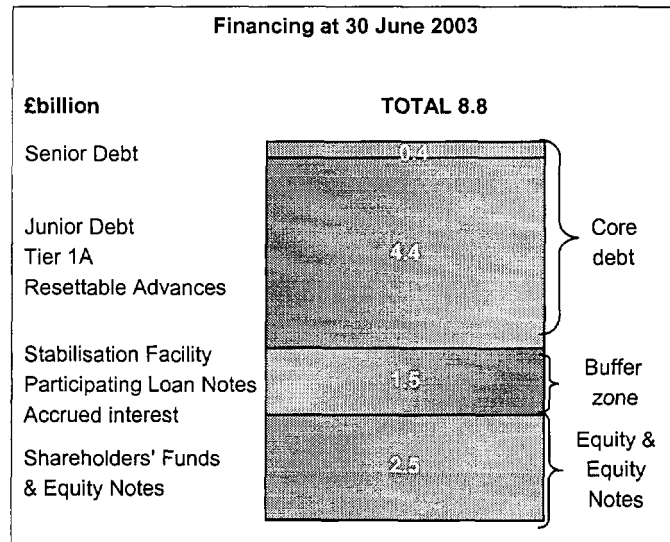 Financing at 30 June 2003
£billion TOTAL 8.8
Senior Debt
0.4
Junior Debt
Tier 1A
Resettable Advances
4.4
Core
debt
Stabilisation Facility
Participating Loan Notes
Accrued interest
1.5
Buffer
zone
Shareholders' Funds
& Equity Notes
2.5
Equity &
Equity
Notes